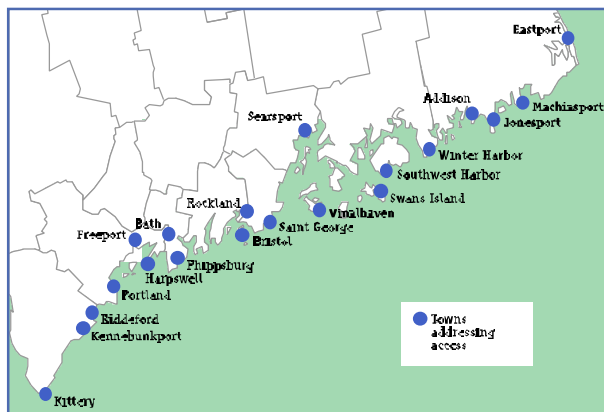 Eastport
Addison
Machiasport
Jonesport
Searsport
Winter Harbor
Southwest Harbor
Swans Island
Rockland
Vinalhaven
Bath
Saint George
Freeport
Bristol
Phippsburg
Harpswell
Portland
Biddeford
Kennebunkport
Kittery
Towns
addressing
access